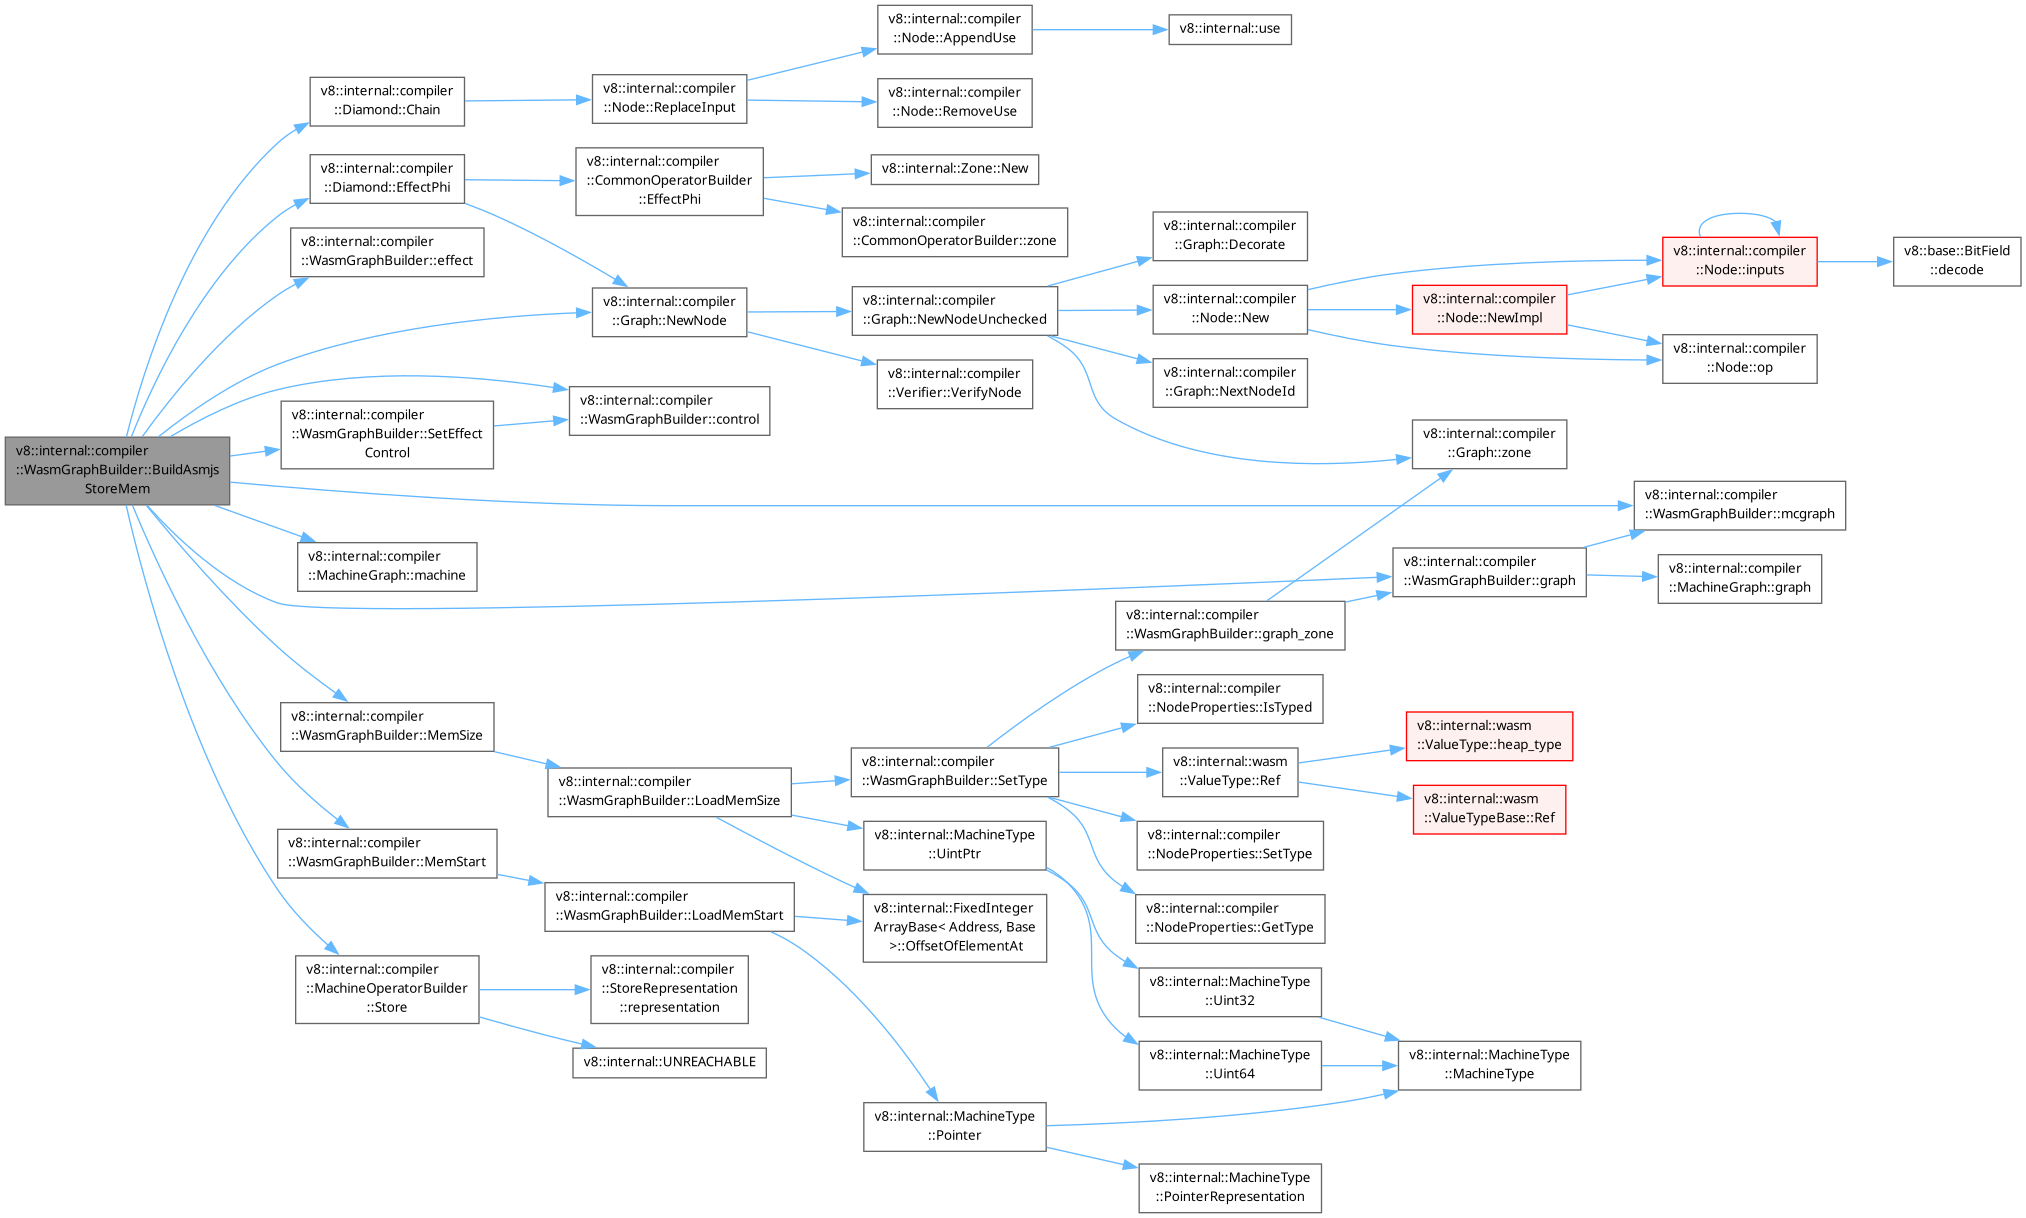 v8::internal::compiler
::WasmGraphBuilder::BuildAsmjs
StoreMem
v8::internal::compiler
::Diamond::Chain
v8::internal::compiler
::Node::ReplaceInput
v8::internal::compiler
::Node::AppendUse
v8::internal::use
v8::internal::compiler
::Node::RemoveUse
v8::internal::compiler
::Diamond::EffectPhi
v8::internal::compiler
::CommonOperatorBuilder
::EffectPhi
v8::internal::Zone::New
v8::internal::compiler
::CommonOperatorBuilder::zone
v8::internal::compiler
::WasmGraphBuilder::effect
v8::internal::compiler
::Graph::NewNode
v8::internal::compiler
::Graph::NewNodeUnchecked
v8::internal::compiler
::Graph::Decorate
v8::internal::compiler
::Node::New
v8::internal::compiler
::Node::NewImpl
v8::internal::compiler
::Node::inputs
v8::base::BitField
::decode
v8::internal::compiler
::Node::op
v8::internal::compiler
::Graph::NextNodeId
v8::internal::compiler
::Verifier::VerifyNode
v8::internal::compiler
::WasmGraphBuilder::SetEffect
Control
v8::internal::compiler
::WasmGraphBuilder::control
v8::internal::compiler
::Graph::zone
v8::internal::compiler
::WasmGraphBuilder::mcgraph
v8::internal::compiler
::MachineGraph::machine
v8::internal::compiler
::WasmGraphBuilder::graph
v8::internal::compiler
::MachineGraph::graph
v8::internal::compiler
::WasmGraphBuilder::graph_zone
v8::internal::compiler
::WasmGraphBuilder::MemSize
v8::internal::compiler
::WasmGraphBuilder::LoadMemSize
v8::internal::compiler
::WasmGraphBuilder::SetType
v8::internal::compiler
::NodeProperties::IsTyped
v8::internal::wasm
::ValueType::Ref
v8::internal::wasm
::ValueType::heap_type
v8::internal::wasm
::ValueTypeBase::Ref
v8::internal::compiler
::NodeProperties::SetType
v8::internal::compiler
::NodeProperties::GetType
v8::internal::MachineType
::UintPtr
v8::internal::compiler
::WasmGraphBuilder::MemStart
v8::internal::compiler
::WasmGraphBuilder::LoadMemStart
v8::internal::FixedInteger
ArrayBase< Address, Base
>::OffsetOfElementAt
v8::internal::MachineType
::Uint32
v8::internal::MachineType
::Uint64
v8::internal::MachineType
::MachineType
v8::internal::compiler
::MachineOperatorBuilder
::Store
v8::internal::compiler
::StoreRepresentation
::representation
v8::internal::UNREACHABLE
v8::internal::MachineType
::Pointer
v8::internal::MachineType
::PointerRepresentation